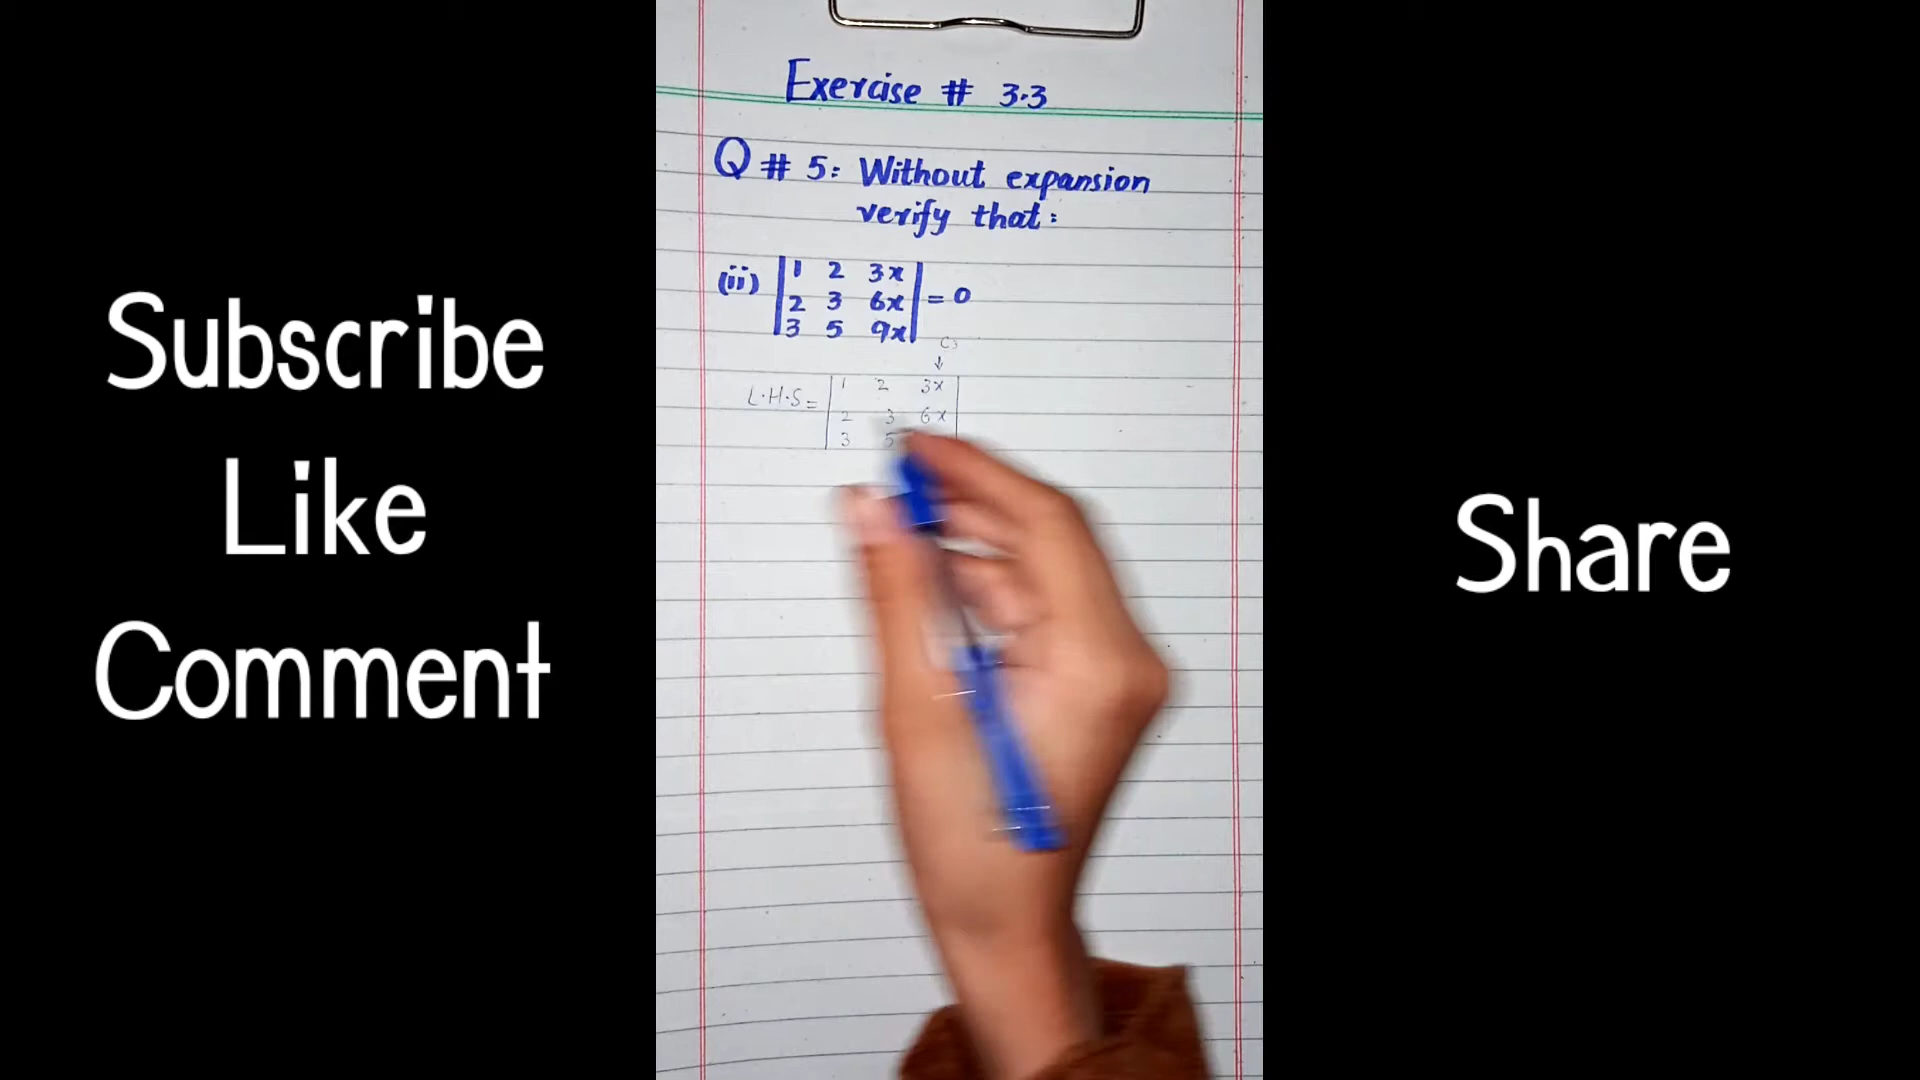 Subscribe
Like
Comment
Exercise # 3.3
Q # 5: Without expansion
verify that:
(ii) | 1 2 3x |
| 2 3 6x | = 0
| 3 5 9x |
C3
↓
L.H.S = | 1 2 3x |
| 2 3 6x |
| 3 5
Share